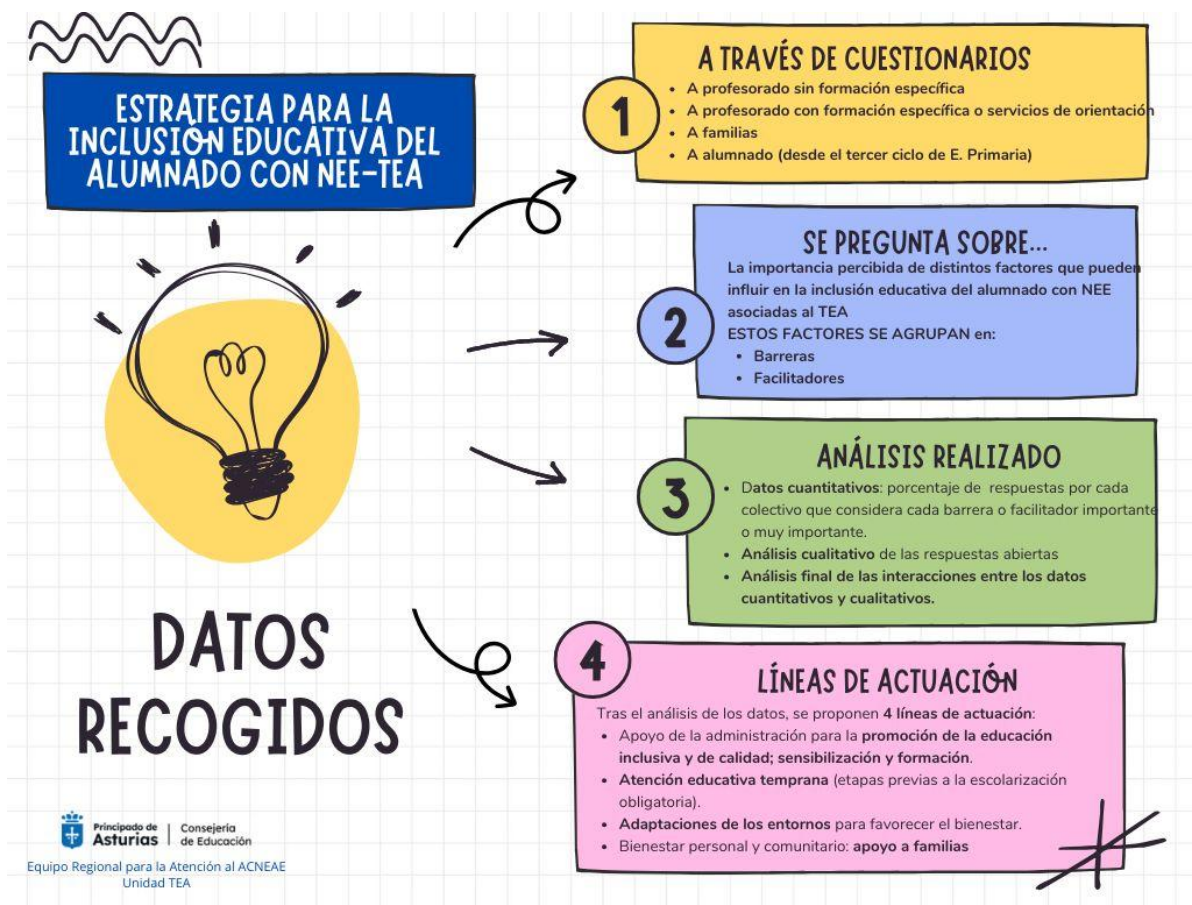 ESTRATEGIA PARA LA
INCLUSIÓN EDUCATIVA DEL
ALUMNADO CON NEE-TEA
DATOS
RECOGIDOS
Principado de
Asturias
Consejería
de Educación
Equipo Regional para la Atención al ACNEAE
Unidad TEA
1
A TRAVÉS DE CUESTIONARIOS
• A profesorado sin formación específica
• A profesorado con formación específica o servicios de orientación
• A familias
• A alumnado (desde el tercer ciclo de E. Primaria)
2
SE PREGUNTA SOBRE...
La importancia percibida de distintos factores que pueden
influir en la inclusión educativa del alumnado con NEE
asociadas al TEA
ESTOS FACTORES SE AGRUPAN en:
• Barreras
• Facilitadores
3
ANÁLISIS REALIZADO
• Datos cuantitativos: porcentaje de respuestas por cada
colectivo que considera cada barrera o facilitador importante
o muy importante.
• Análisis cualitativo de las respuestas abiertas
• Análisis final de las interacciones entre los datos
cuantitativos y cualitativos.
4
LÍNEAS DE ACTUACIÓN
Tras el análisis de los datos, se proponen 4 líneas de actuación:
• Apoyo de la administración para la promoción de la educación
inclusiva y de calidad; sensibilización y formación.
• Atención educativa temprana (etapas previas a la escolarización
obligatoria).
• Adaptaciones de los entornos para favorecer el bienestar.
• Bienestar personal y comunitario: apoyo a familias